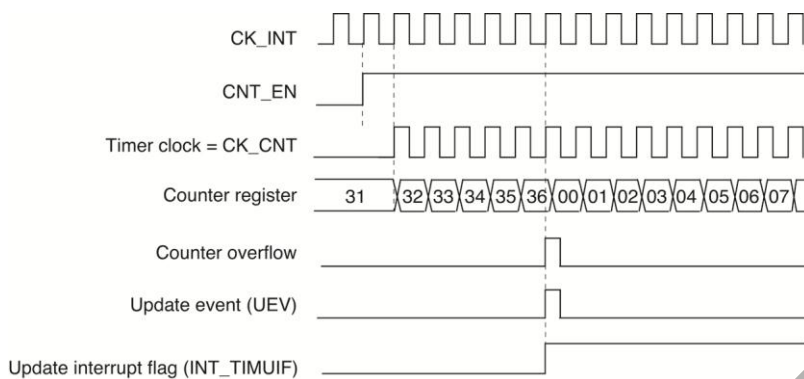 CK_INT
CNT_EN
Timer clock = CK_CNT
Counter register 31 32 33 34 35 36 00 01 02 03 04 05 06 07
Counter overflow
Update event (UEV)
Update interrupt flag (INT_TIMUIF)